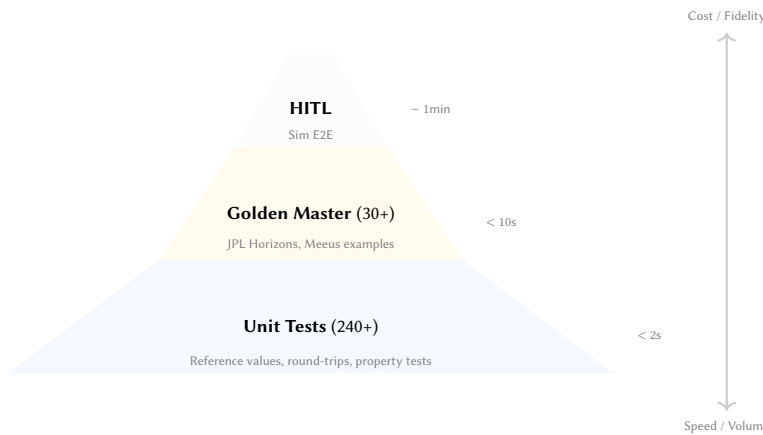 Cost / Fidelity
HITL
~ 1min
Sim E2E
Golden Master (30+)
< 10s
JPL Horizons, Meeus examples
Unit Tests (240+)
< 2s
Reference values, round-trips, property tests
Speed / Volum